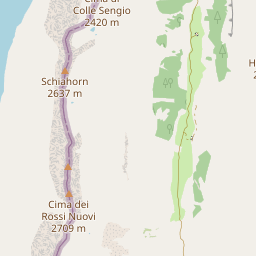 Cima di
Colle Sengio
2420 m
Schiahorn
2637 m
H
Cima dei
Rossi Nuovi
2709 m